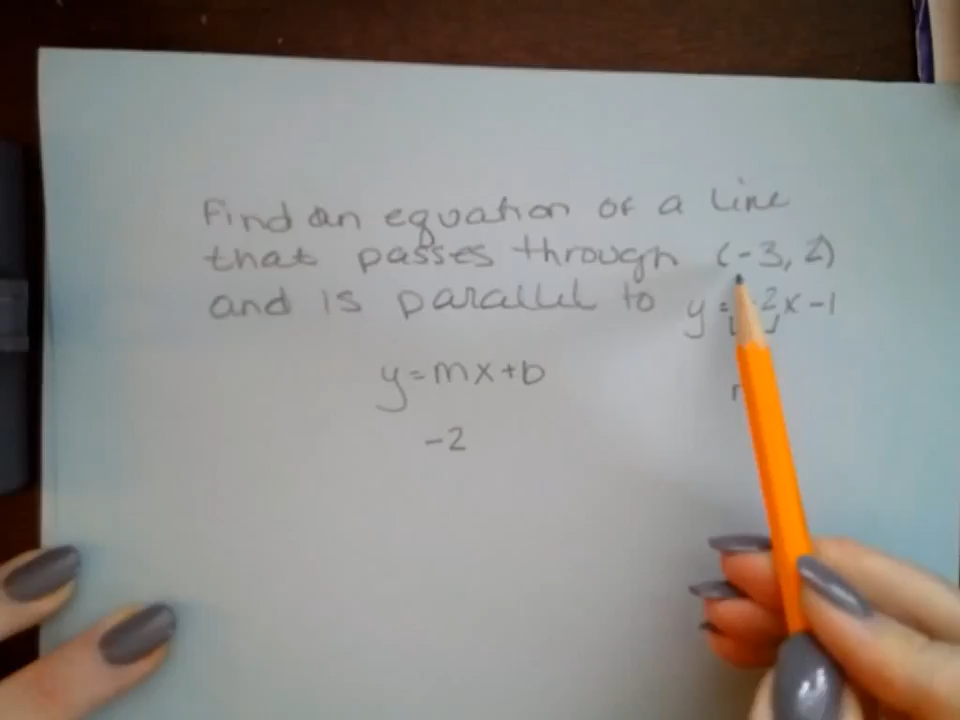 Find an equation of a line
that passes through (-3, 2)
and is parallel to y = -2x -1
y=mx+b
-2